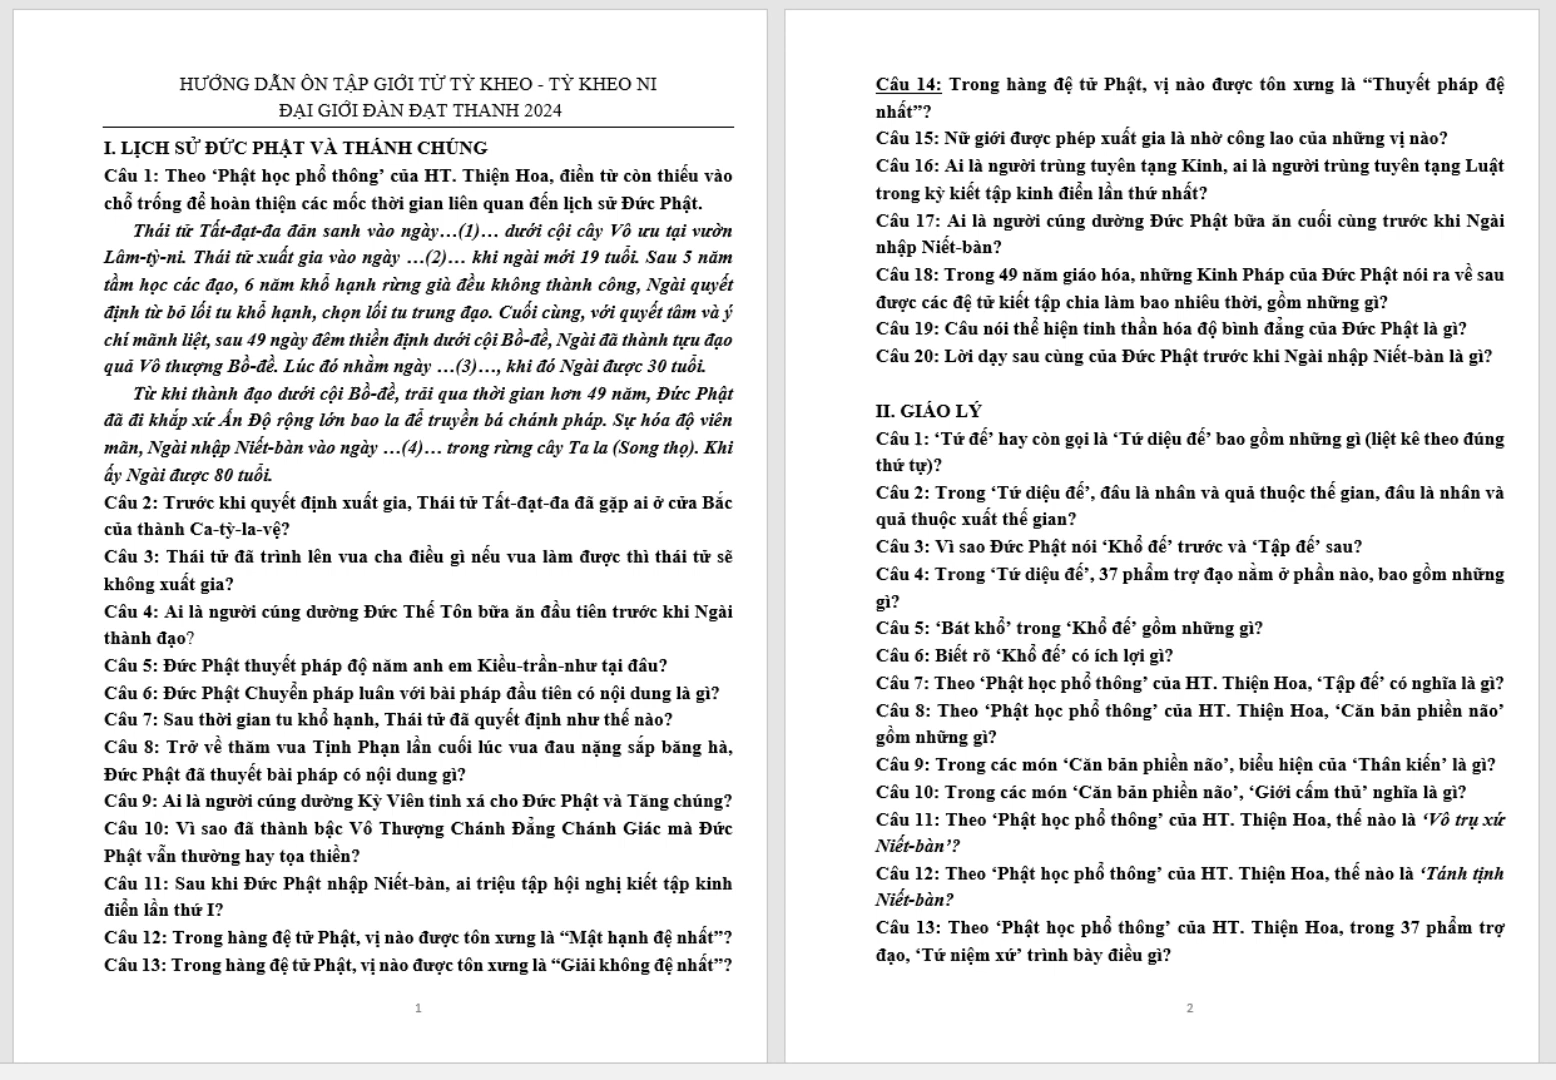 HƯỚNG DẪN ÔN TẬP GIỚI TỬ TỲ KHEO - TỲ KHEO NI
ĐẠI GIỚI ĐÀN ĐẠT THANH 2024
I. LỊCH SỬ ĐỨC PHẬT VÀ THÁNH CHÚNG
Câu 1: Theo ‘Phật học phổ thông’ của HT. Thiện Hoa, điền từ còn thiếu vào
chỗ trống để hoàn thiện các mốc thời gian liên quan đến lịch sử Đức Phật.
Thái tử Tất-đạt-đa đản sanh vào ngày…(1)… dưới cội cây Vô ưu tại vườn
Lâm-tỳ-ni. Thái tử xuất gia vào ngày …(2)… khi ngài mới 19 tuổi. Sau 5 năm
tầm học các đạo, 6 năm khổ hạnh rừng già đều không thành công, Ngài quyết
định từ bỏ lối tu khổ hạnh, chọn lối tu trung đạo. Cuối cùng, với quyết tâm và ý
chí mãnh liệt, sau 49 ngày đêm thiền định dưới cội Bồ-đề, Ngài đã thành tựu đạo
quả Vô thượng Bồ-đề. Lúc đó nhằm ngày …(3)…, khi đó Ngài được 30 tuổi.
Từ khi thành đạo dưới cội Bồ-đề, trải qua thời gian hơn 49 năm, Đức Phật
đã đi khắp xứ Ấn Độ rộng lớn bao la để truyền bá chánh pháp. Sự hóa độ viên
mãn, Ngài nhập Niết-bàn vào ngày …(4)… trong rừng cây Ta la (Song thọ). Khi
ấy Ngài được 80 tuổi.
Câu 2: Trước khi quyết định xuất gia, Thái tử Tất-đạt-đa đã gặp ai ở cửa Bắc
của thành Ca-tỳ-la-vệ?
Câu 3: Thái tử đã trình lên vua cha điều gì nếu vua làm được thì thái tử sẽ
không xuất gia?
Câu 4: Ai là người cúng dường Đức Thế Tôn bữa ăn đầu tiên trước khi Ngài
thành đạo?
Câu 5: Đức Phật thuyết pháp độ năm anh em Kiều-trần-như tại đâu?
Câu 6: Đức Phật Chuyển pháp luân với bài pháp đầu tiên có nội dung là gì?
Câu 7: Sau thời gian tu khổ hạnh, Thái tử đã quyết định như thế nào?
Câu 8: Trở về thăm vua Tịnh Phạn lần cuối lúc vua đau nặng sắp băng hà,
Đức Phật đã thuyết bài pháp có nội dung gì?
Câu 9: Ai là người cúng dường Kỳ Viên tinh xá cho Đức Phật và Tăng chúng?
Câu 10: Vì sao đã thành bậc Vô Thượng Chánh Đẳng Chánh Giác mà Đức
Phật vẫn thường hay tọa thiền?
Câu 11: Sau khi Đức Phật nhập Niết-bàn, ai triệu tập hội nghị kiết tập kinh
điển lần thứ I?
Câu 12: Trong hàng đệ tử Phật, vị nào được tôn xưng là “Mật hạnh đệ nhất”?
Câu 13: Trong hàng đệ tử Phật, vị nào được tôn xưng là “Giải không đệ nhất”?
1
Câu 14: Trong hàng đệ tử Phật, vị nào được tôn xưng là “Thuyết pháp đệ
nhất”?
Câu 15: Nữ giới được phép xuất gia là nhờ công lao của những vị nào?
Câu 16: Ai là người trùng tuyên tạng Kinh, ai là người trùng tuyên tạng Luật
trong kỳ kiết tập kinh điển lần thứ nhất?
Câu 17: Ai là người cúng dường Đức Phật bữa ăn cuối cùng trước khi Ngài
nhập Niết-bàn?
Câu 18: Trong 49 năm giáo hóa, những Kinh Pháp của Đức Phật nói ra về sau
được các đệ tử kiết tập chia làm bao nhiêu thời, gồm những gì?
Câu 19: Câu nói thể hiện tinh thần hóa độ bình đẳng của Đức Phật là gì?
Câu 20: Lời dạy sau cùng của Đức Phật trước khi Ngài nhập Niết-bàn là gì?
II. GIÁO LÝ
Câu 1: ‘Tứ đế’ hay còn gọi là ‘Tứ diệu đế’ bao gồm những gì (liệt kê theo đúng
thứ tự)?
Câu 2: Trong ‘Tứ diệu đế’, đâu là nhân và quả thuộc thế gian, đâu là nhân và
quả thuộc xuất thế gian?
Câu 3: Vì sao Đức Phật nói ‘Khổ đế’ trước và ‘Tập đế’ sau?
Câu 4: Trong ‘Tứ diệu đế’, 37 phẩm trợ đạo nằm ở phần nào, bao gồm những
gì?
Câu 5: ‘Bát khổ’ trong ‘Khổ đế’ gồm những gì?
Câu 6: Biết rõ ‘Khổ đế’ có ích lợi gì?
Câu 7: Theo ‘Phật học phổ thông’ của HT. Thiện Hoa, ‘Tập đế’ có nghĩa là gì?
Câu 8: Theo ‘Phật học phổ thông’ của HT. Thiện Hoa, ‘Căn bản phiền não’
gồm những gì?
Câu 9: Trong các món ‘Căn bản phiền não’, biểu hiện của ‘Thân kiến’ là gì?
Câu 10: Trong các món ‘Căn bản phiền não’, ‘Giới cấm thủ’ nghĩa là gì?
Câu 11: Theo ‘Phật học phổ thông’ của HT. Thiện Hoa, thế nào là ‘Vô trụ xứ
Niết-bàn’?
Câu 12: Theo ‘Phật học phổ thông’ của HT. Thiện Hoa, thế nào là ‘Tánh tịnh
Niết-bàn?
Câu 13: Theo ‘Phật học phổ thông’ của HT. Thiện Hoa, trong 37 phẩm trợ
đạo, ‘Tứ niệm xứ’ trình bày điều gì?
2